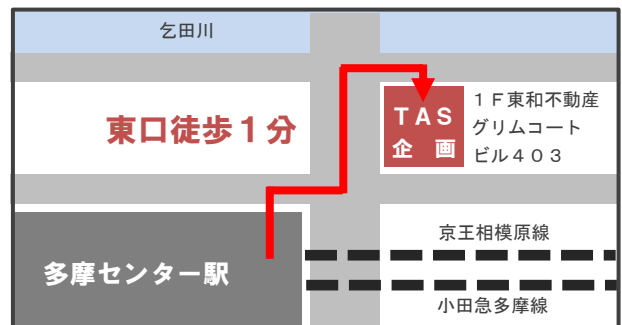 乞田川
東口徒歩１分
ＴＡＳ
企　画
１Ｆ東和不動産
グリムコート
ビル４０３
京王相模原線
多摩センター駅
小田急多摩線